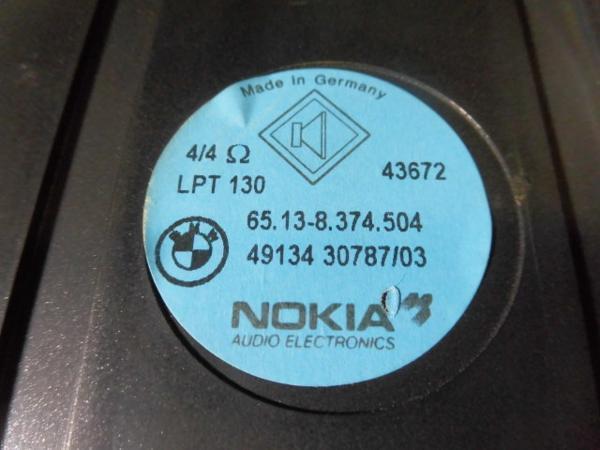 Made in Germany
4/4 Ω
43672
LPT 130
65.13-8.374.504
BMW
49134 30787/03
NOKIA
AUDIO ELECTRONICS